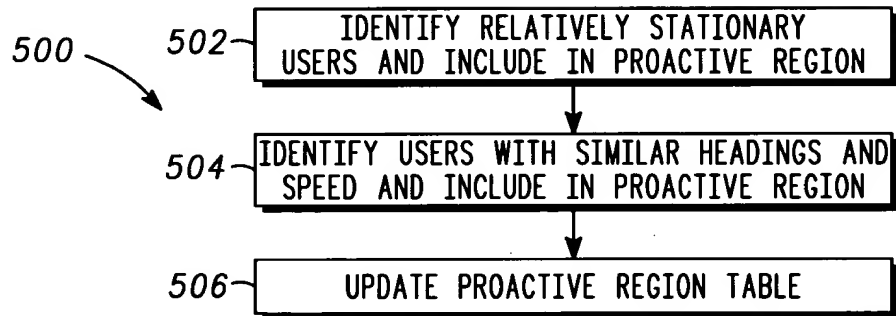 500
502
IDENTIFY RELATIVELY STATIONARY
USERS AND INCLUDE IN PROACTIVE REGION
504
IDENTIFY USERS WITH SIMILAR HEADINGS AND
SPEED AND INCLUDE IN PROACTIVE REGION
506
UPDATE PROACTIVE REGION TABLE